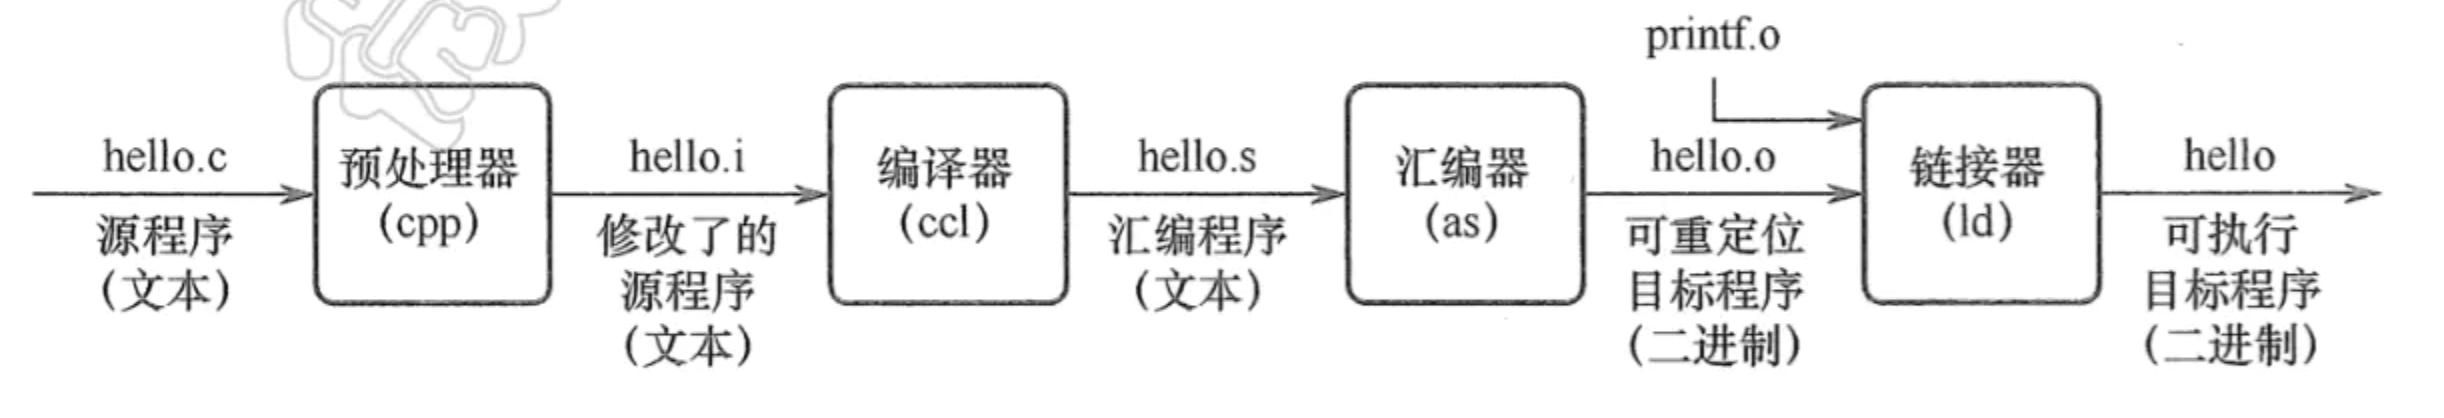 printf.o
hello.c
源程序
(文本)
预处理器
(cpp)
hello.i
修改了的
源程序
(文本)
编译器
(ccl)
hello.s
汇编程序
(文本)
汇编器
(as)
hello.o
可重定位
目标程序
(二进制)
链接器
(ld)
hello
可执行
目标程序
(二进制)